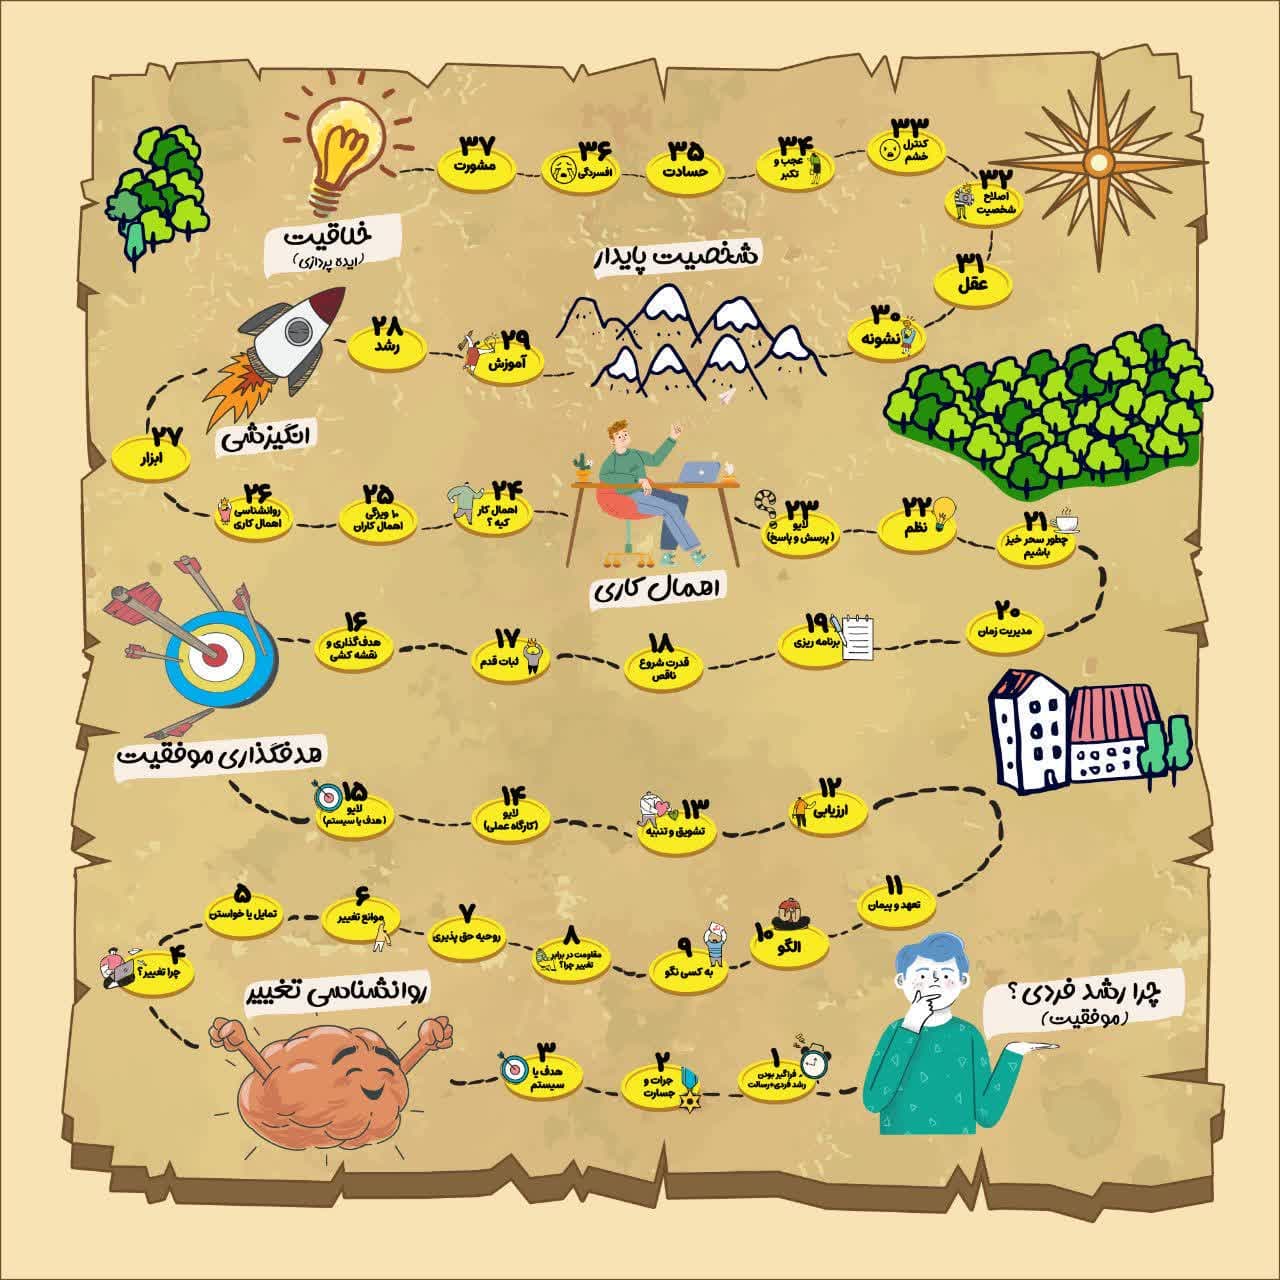 چرا رشد فردی؟
(موفقیت)
۱
فراگیر بودن
رشد فردی+رسالت
۲
جرات و
جسارت
۳
هدف یا
سیستم
روانشناسی تغییر
۴
چرا تغییر؟
۵
تمایل یا خواستن
۶
موانع تغییر
۷
روحیه حق پذیری
۸
مقاومت در برابر
تغییر چرا؟
۹
به کسی نگو
۱۰
الگو
۱۱
تعهد و پیمان
۱۲
ارزیابی
۱۳
تشویق و تنبیه
۱۴
لایو
(کارگاه عملی)
۱۵
لایو
(هدف یا سیستم)
هدفگذاری موفقیت
۱۶
هدف‌گذاری و
نقشه کشی
۱۷
ثبات قدم
۱۸
قدرت شروع
ناقص
۱۹
برنامه ریزی
۲۰
مدیریت زمان
۲۱
چطور سحر خیز
باشیم
۲۲
نظم
۲۳
لایو
(پرسش و پاسخ)
اهمال کاری
۲۴
اهمال کار
کیه ؟
۲۵
۱۰ ویژگی
اهمال کاران
۲۶
روانشناسی
اهمال کاری
۲۷
ابزار
انگیزشی
۲۸
رشد
۲۹
آموزش
شخصیت پایدار
۳۰
نشونه
۳۱
عقل
۳۲
اصلاح
شخصیت
۳۳
کنترل
خشم
۳۴
عجب و
تکبر
۳۵
حسادت
۳۶
افسردگی
۳۷
مشورت
خلاقیت
(ایده پردازی)